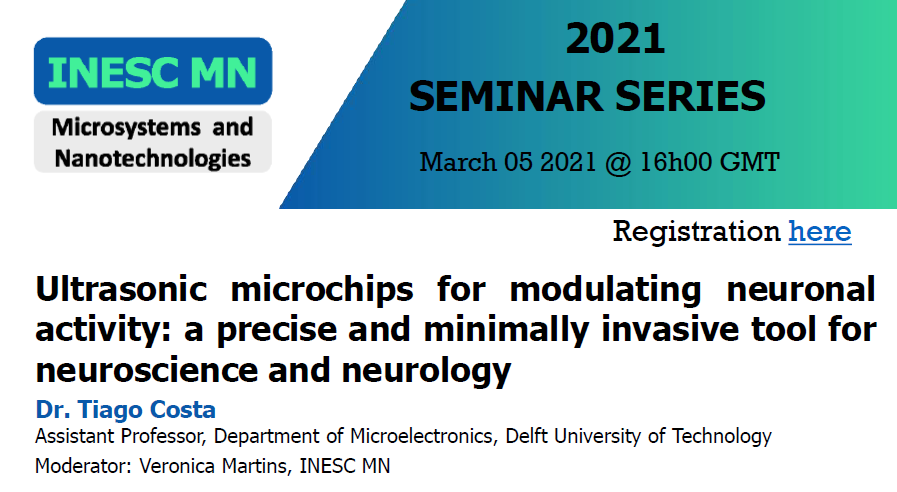 INESC MN
Microsystems and
Nanotechnologies
2021
SEMINAR SERIES
March 05 2021 @ 16h00 GMT
Registration here
Ultrasonic microchips for modulating neuronal
activity: a precise and minimally invasive tool for
neuroscience and neurology
Dr. Tiago Costa
Assistant Professor, Department of Microelectronics, Delft University of Technology
Moderator: Veronica Martins, INESC MN